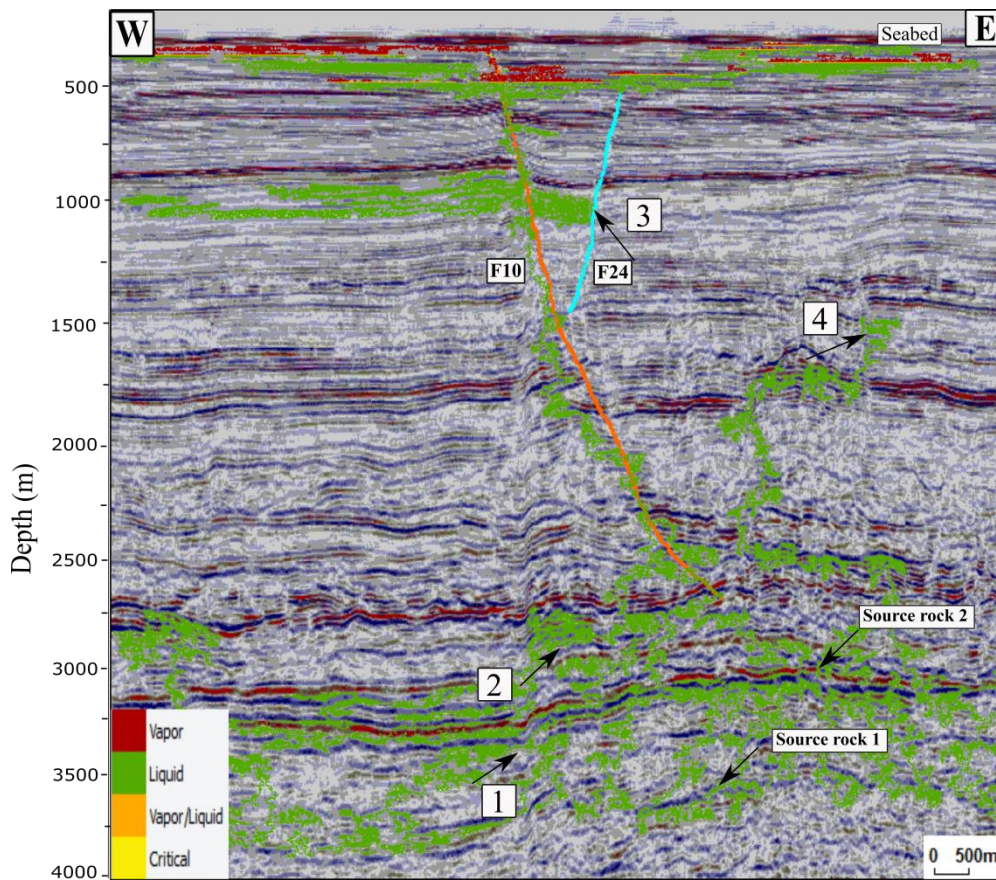 W
E
Seabed
500
1000
3
F10
F24
1500
4
Depth (m)
2000
2500
Source rock 2
3000
2
Vapor
Liquid
Vapor/Liquid
Critical
Source rock 1
3500
1
4000
0 500m